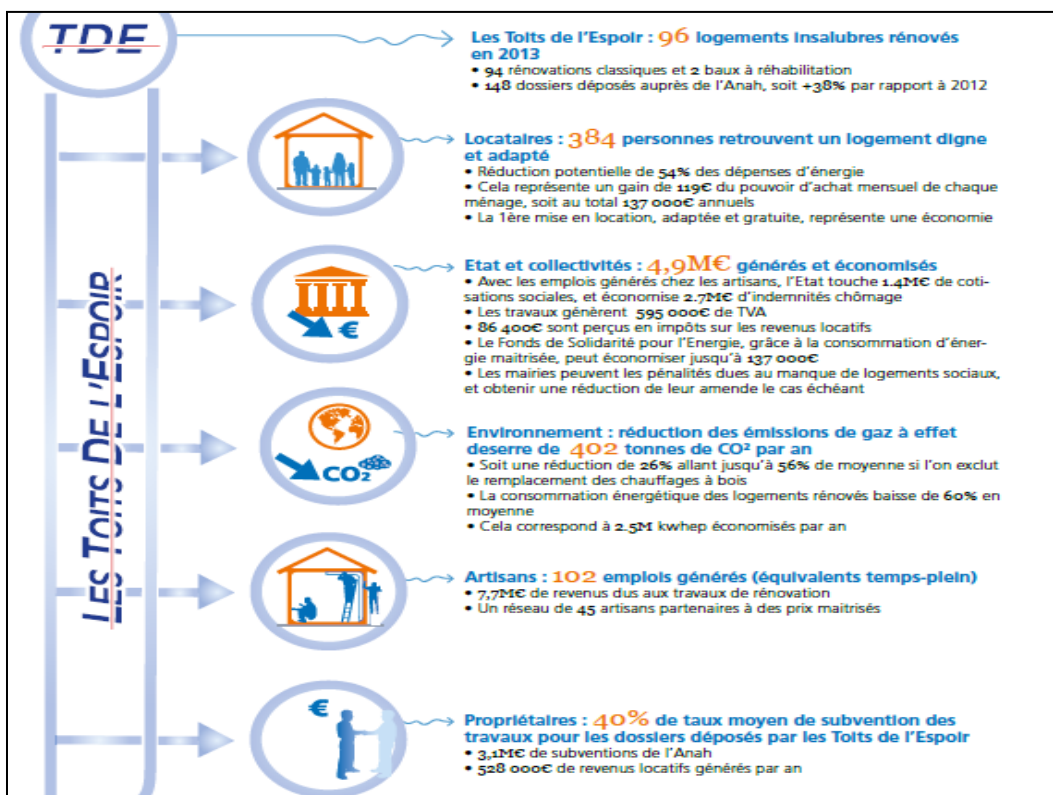 TDE
Les Toits de l'Espoir : 96 logements insalubres rénovés
en 2013
• 94 rénovations classiques et 2 baux à réhabilitation
• 148 dossiers déposés auprès de l'Anah, soit +38% par rapport à 2012
Locataires : 384 personnes retrouvent un logement digne
et adapté
• Réduction potentielle de 54% des dépenses d'énergie
• Cela représente un gain de 119€ du pouvoir d'achat mensuel de chaque
ménage, soit au total 137 000€ annuels
• La 1ère mise en location, adaptée et gratuite, représente une économie
Etat et collectivités : 4,9M€ générés et économisés
• Avec les emplois générés chez les artisans, l'Etat touche 1.4M€ de coti-
sations sociales, et économise 2.7M€ d'indemnités chômage
• Les travaux génèrent 595 000€ de TVA
• 86 400€ sont perçus en impôts sur les revenus locatifs
• Le Fonds de Solidarité pour l'Energie, grâce à la consommation d'éner-
gie maitrisée, peut économiser jusqu'à 137 000€
• Les mairies peuvent les pénalités dues au manque de logements sociaux,
et obtenir une réduction de leur amende le cas échéant
€
Environnement : réduction des émissions de gaz à effet
deserre de 402 tonnes de CO² par an
• Soit une réduction de 26% allant jusqu'à 56% de moyenne si l'on exclut
le remplacement des chauffages à bois
• La consommation énergétique des logements rénovés baisse de 60% en
moyenne
• Cela correspond à 2.5M kwhep économisés par an
CO2
Artisans : 102 emplois générés (équivalents temps-plein)
• 7,7M€ de revenus dus aux travaux de rénovation
• Un réseau de 45 artisans partenaires à des prix maitrisés
€
Propriétaires : 40% de taux moyen de subvention des
travaux pour les dossiers déposés par les Toits de l'Espoir
• 3,1M€ de subventions de l'Anah
• 528 000€ de revenus locatifs générés par an
LES TOITS DE L'ESPOIR